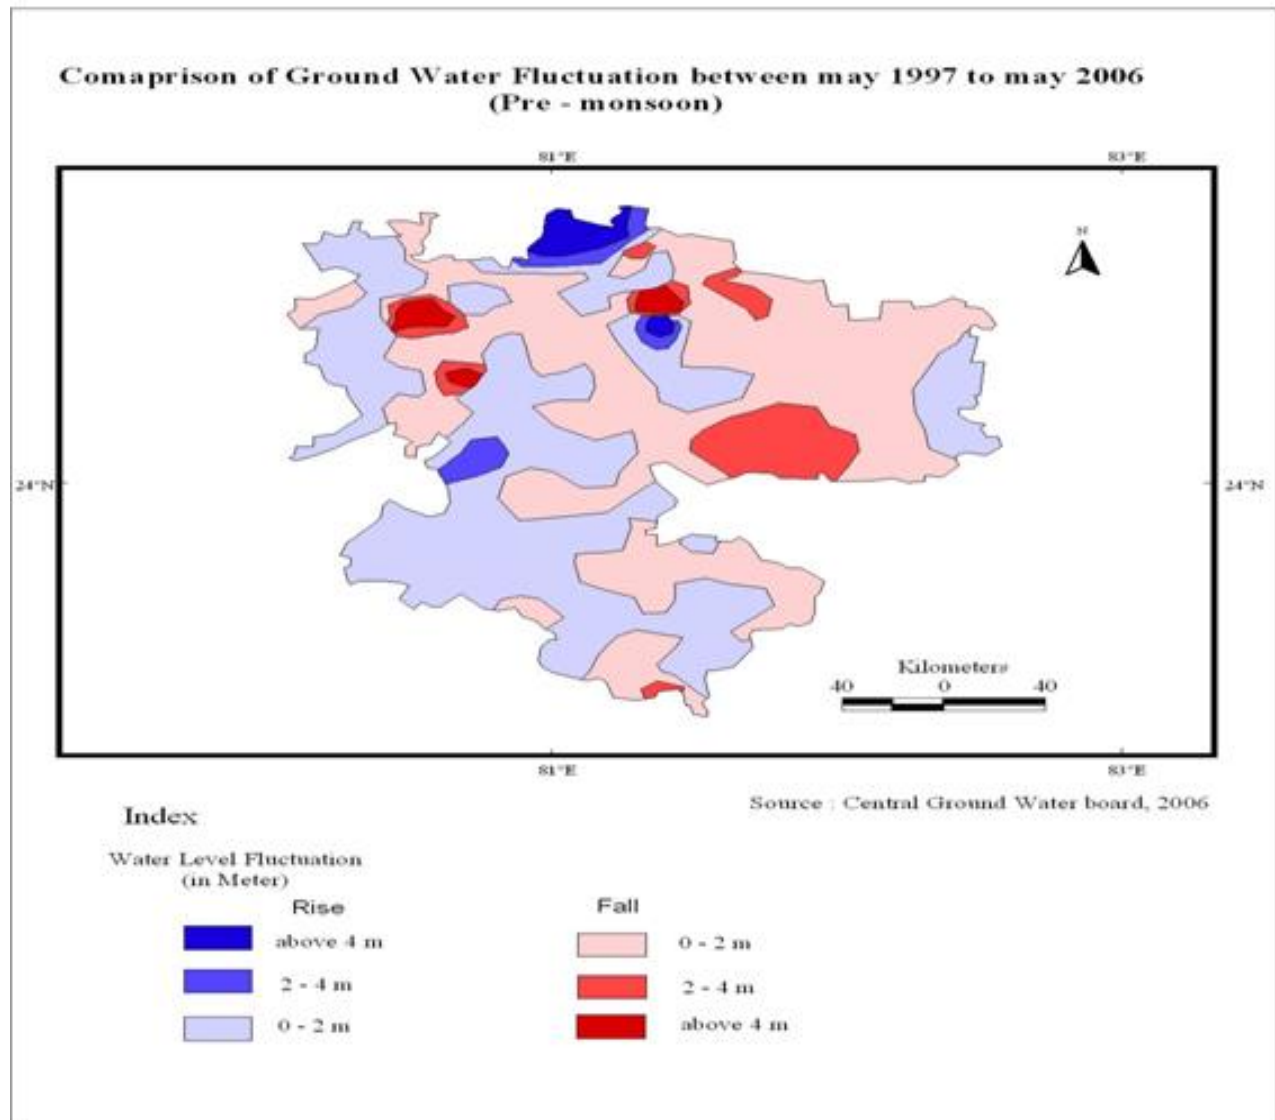 Comaprison of Ground Water Fluctuation between may 1997 to may 2006
(Pre - monsoon)
81°E
83°E
N
24°N
24°N
Kilometers
40
0
40
81°E
83°E
Source : Central Ground Water board, 2006
Index
Water Level Fluctuation
(in Meter)
Rise
Fall
above 4 m
0 - 2 m
2 - 4 m
2 - 4 m
0 - 2 m
above 4 m